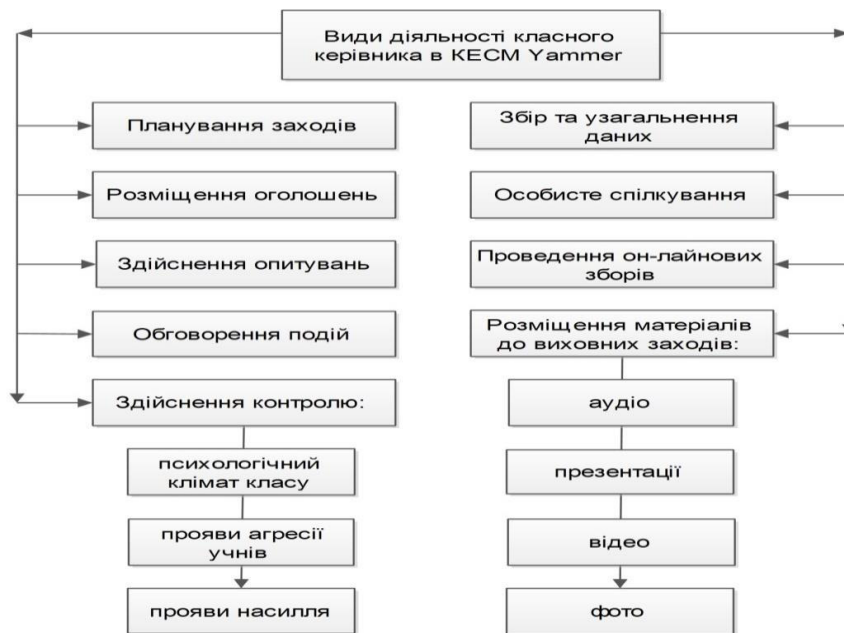 Види діяльності класного
керівника в КЕСМ Yammer
Планування заходів
Розміщення оголошень
Здійснення опитувань
Обговорення подій
Здійснення контролю:
психологічний
клімат класу
прояви агресії
учнів
прояви насилля
Збір та узагальнення
даних
Особисте спілкування
Проведення он-лайнових
зборів
Розміщення матеріалів
до виховних заходів:
аудіо
презентації
відео
фото